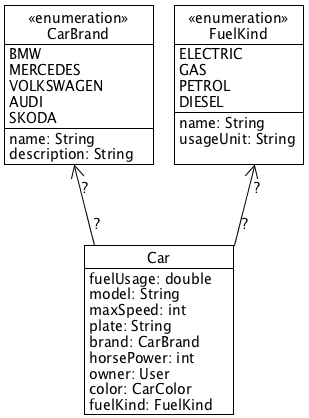 «enumeration»
CarBrand
BMW
MERCEDES
VOLKSWAGEN
AUDI
SKODA
name: String
description: String
«enumeration»
FuelKind
ELECTRIC
GAS
PETROL
DIESEL
name: String
usageUnit: String
?
?
?
?
Car
fuelUsage: double
model: String
maxSpeed: int
plate: String
brand: CarBrand
horsePower: int
owner: User
color: CarColor
fuelKind: FuelKind